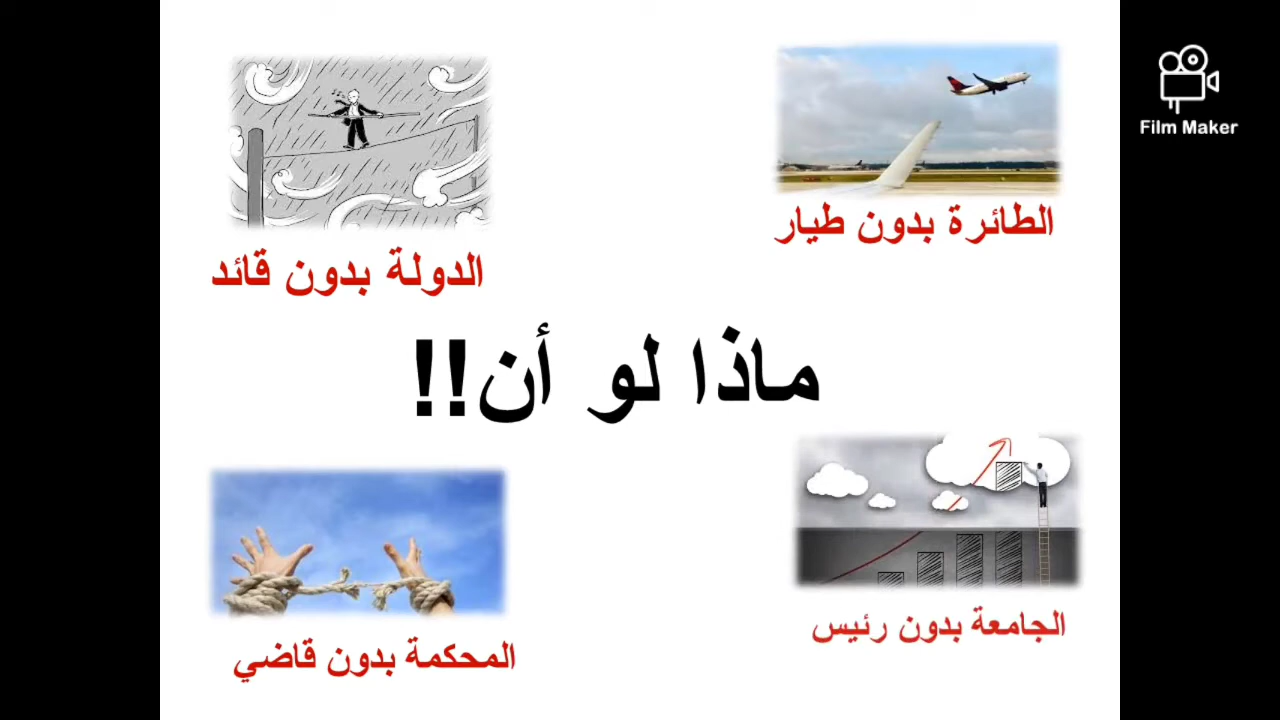 الطائرة بدون طيار
الدولة بدون قائد
ماذا لو أن!!
الجامعة بدون رئيس
المحكمة بدون قاضي
Film Maker